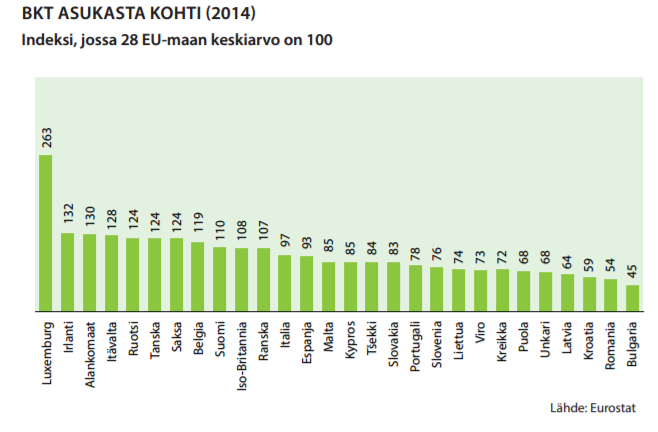 BKT ASUKASTA KOHTI (2014)
Indeksi, jossa 28 EU-maan keskiarvo on 100
263
132
130
128
124
124
124
119
110
108
107
97
93
85
85
84
83
78
76
74
73
72
68
68
64
59
54
45
Luxemburg
Irlanti
Alankomaat
Itävalta
Ruotsi
Tanska
Saksa
Belgia
Suomi
Iso-Britannia
Ranska
Italia
Espanja
Malta
Kypros
Tšekki
Slovakia
Portugali
Slovenia
Liettua
Viro
Kreikka
Puola
Unkari
Latvia
Kroatia
Romania
Bulgaria
Lähde: Eurostat